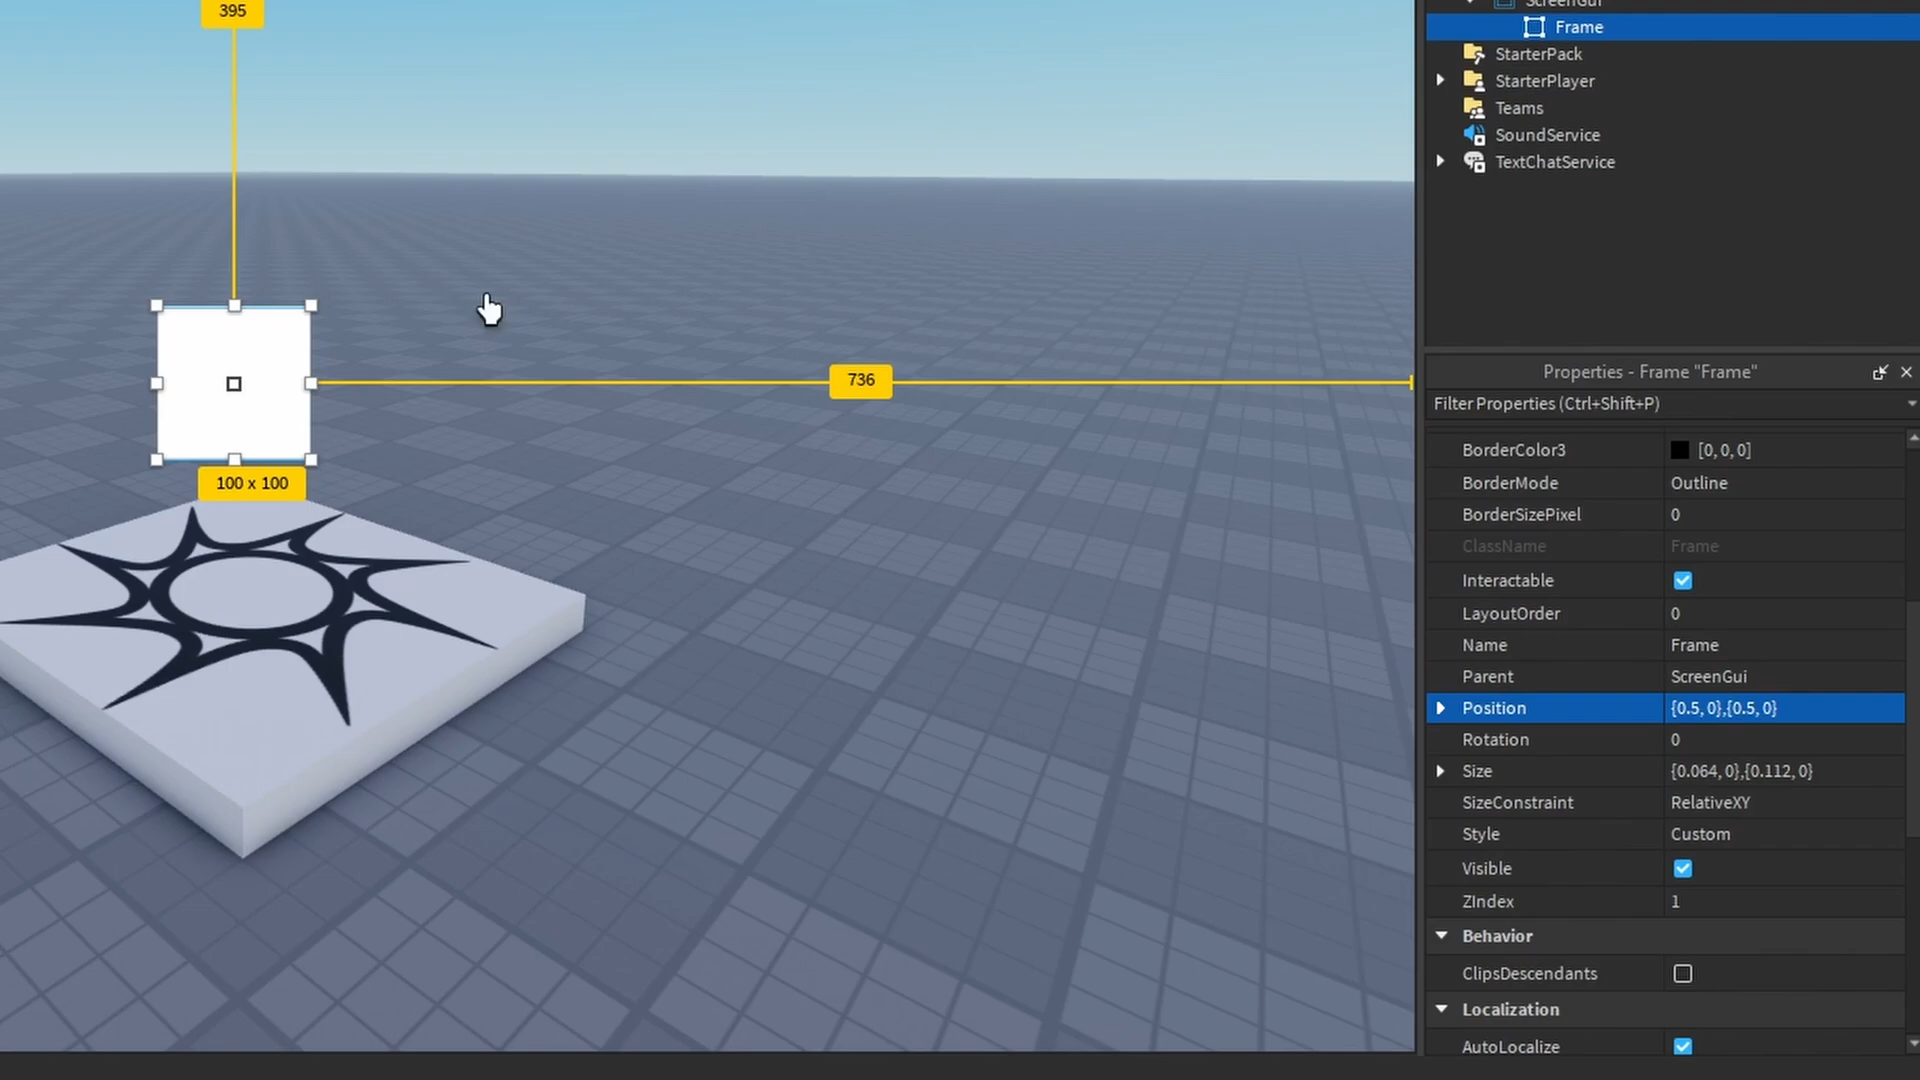 395
ScreenGui
Frame
StarterPack
StarterPlayer
Teams
SoundService
TextChatService
736
100 x 100
Properties - Frame "Frame"
Filter Properties (Ctrl+Shift+P)
BorderColor3 [0, 0, 0]
BorderMode Outline
BorderSizePixel 0
ClassName Frame
Interactable
LayoutOrder 0
Name Frame
Parent ScreenGui
Position {0.5, 0},{0.5, 0}
Rotation 0
Size {0.064, 0},{0.112, 0}
SizeConstraint RelativeXY
Style Custom
Visible
ZIndex 1
Behavior
ClipsDescendants
Localization
AutoLocalize